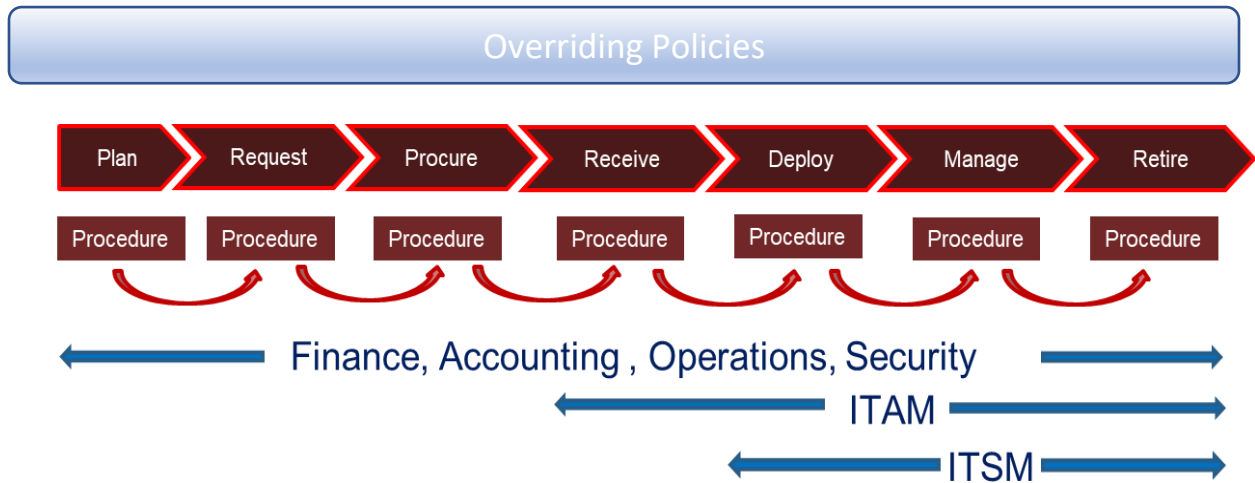 Overriding Policies
Plan Request Procure Receive Deploy Manage Retire
Procedure Procedure Procedure Procedure Procedure Procedure Procedure
Finance, Accounting , Operations, Security
ITAM
ITSM